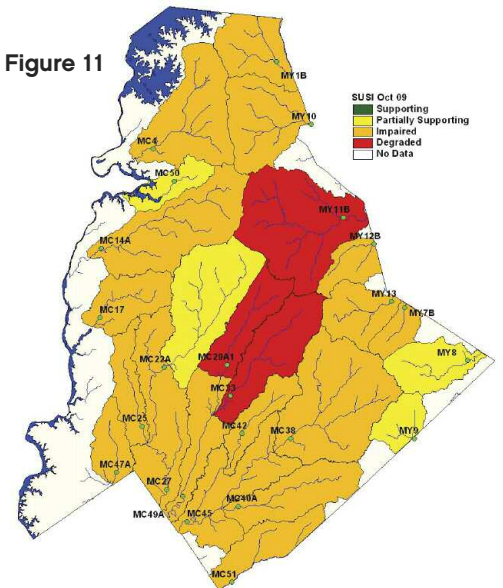 Figure 11
SUSI Oct 09
Supporting
Partially Supporting
Impaired
Degraded
No Data
MY1B
MY10
MC4
MC50
MY11B
MY12B
MC14A
MY13
MY7B
MC17
MY8
MC22A
MC29A1
MC33
MY9
MC25
MC42
MC38
MC47A
MC27
MC40A
MC49A
MC45
MC51